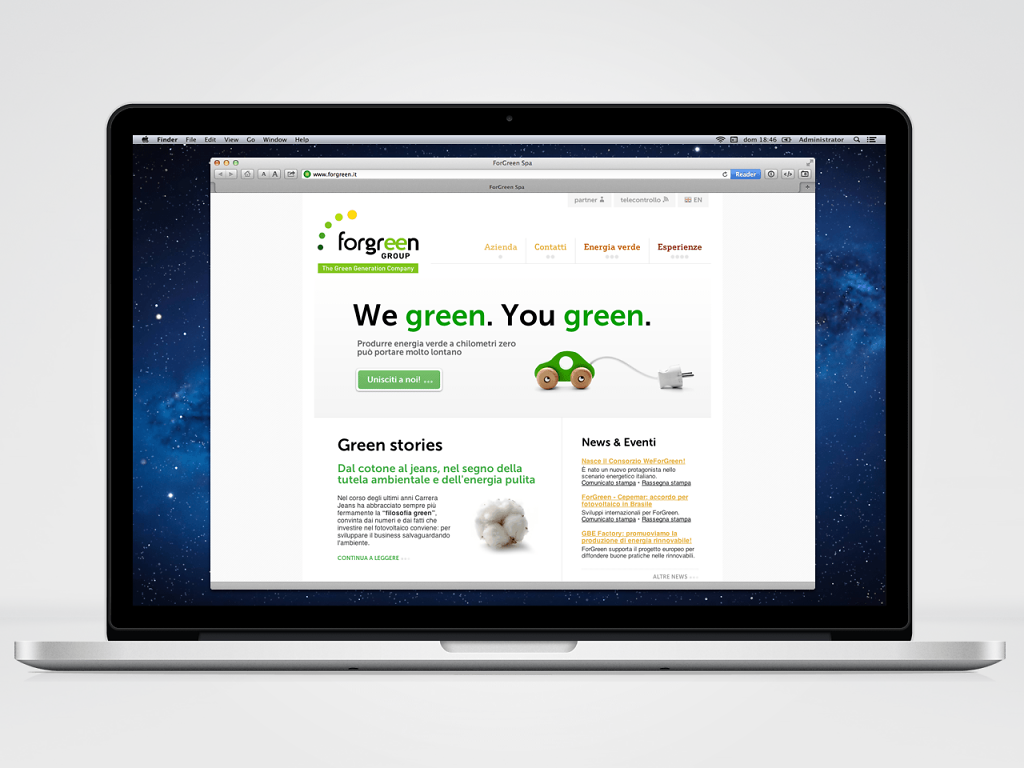 Finder File Edit View Go Window Help
dom 18:46 Administrator
ForGreen Spa
A A
www.forgreen.it
Reader
ForGreen Spa
partner
telecontrollo
EN
forgreen
GROUP
The Green Generation Company
Azienda
Contatti
Energia verde
Esperienze
We green. You green.
Produrre energia verde a chilometri zero
può portare molto lontano
Unisciti a noi! ...
Green stories
Dal cotone al jeans, nel segno della
tutela ambientale e dell'energia pulita
Nel corso degli ultimi anni Carrera
Jeans ha abbracciato sempre più
fermamente la "filosofia green",
convinta dai numeri e dai fatti che
investire nel fotovoltaico conviene: per
sviluppare il business salvaguardando
l'ambiente.
CONTINUA A LEGGERE
News & Eventi
Nasce il Consorzio WeForGreen!
È nato un nuovo protagonista nello
scenario energetico italiano.
Comunicato stampa - Rassegna stampa
ForGreen - Cepemar: accordo per
fotovoltaico in Brasile
Sviluppi internazionali per ForGreen.
Comunicato stampa - Rassegna stampa
GBE Factory: promuoviamo la
produzione di energia rinnovabile!
ForGreen supporta il progetto europeo per
diffondere buone pratiche nelle rinnovabili.
ALTRE NEWS